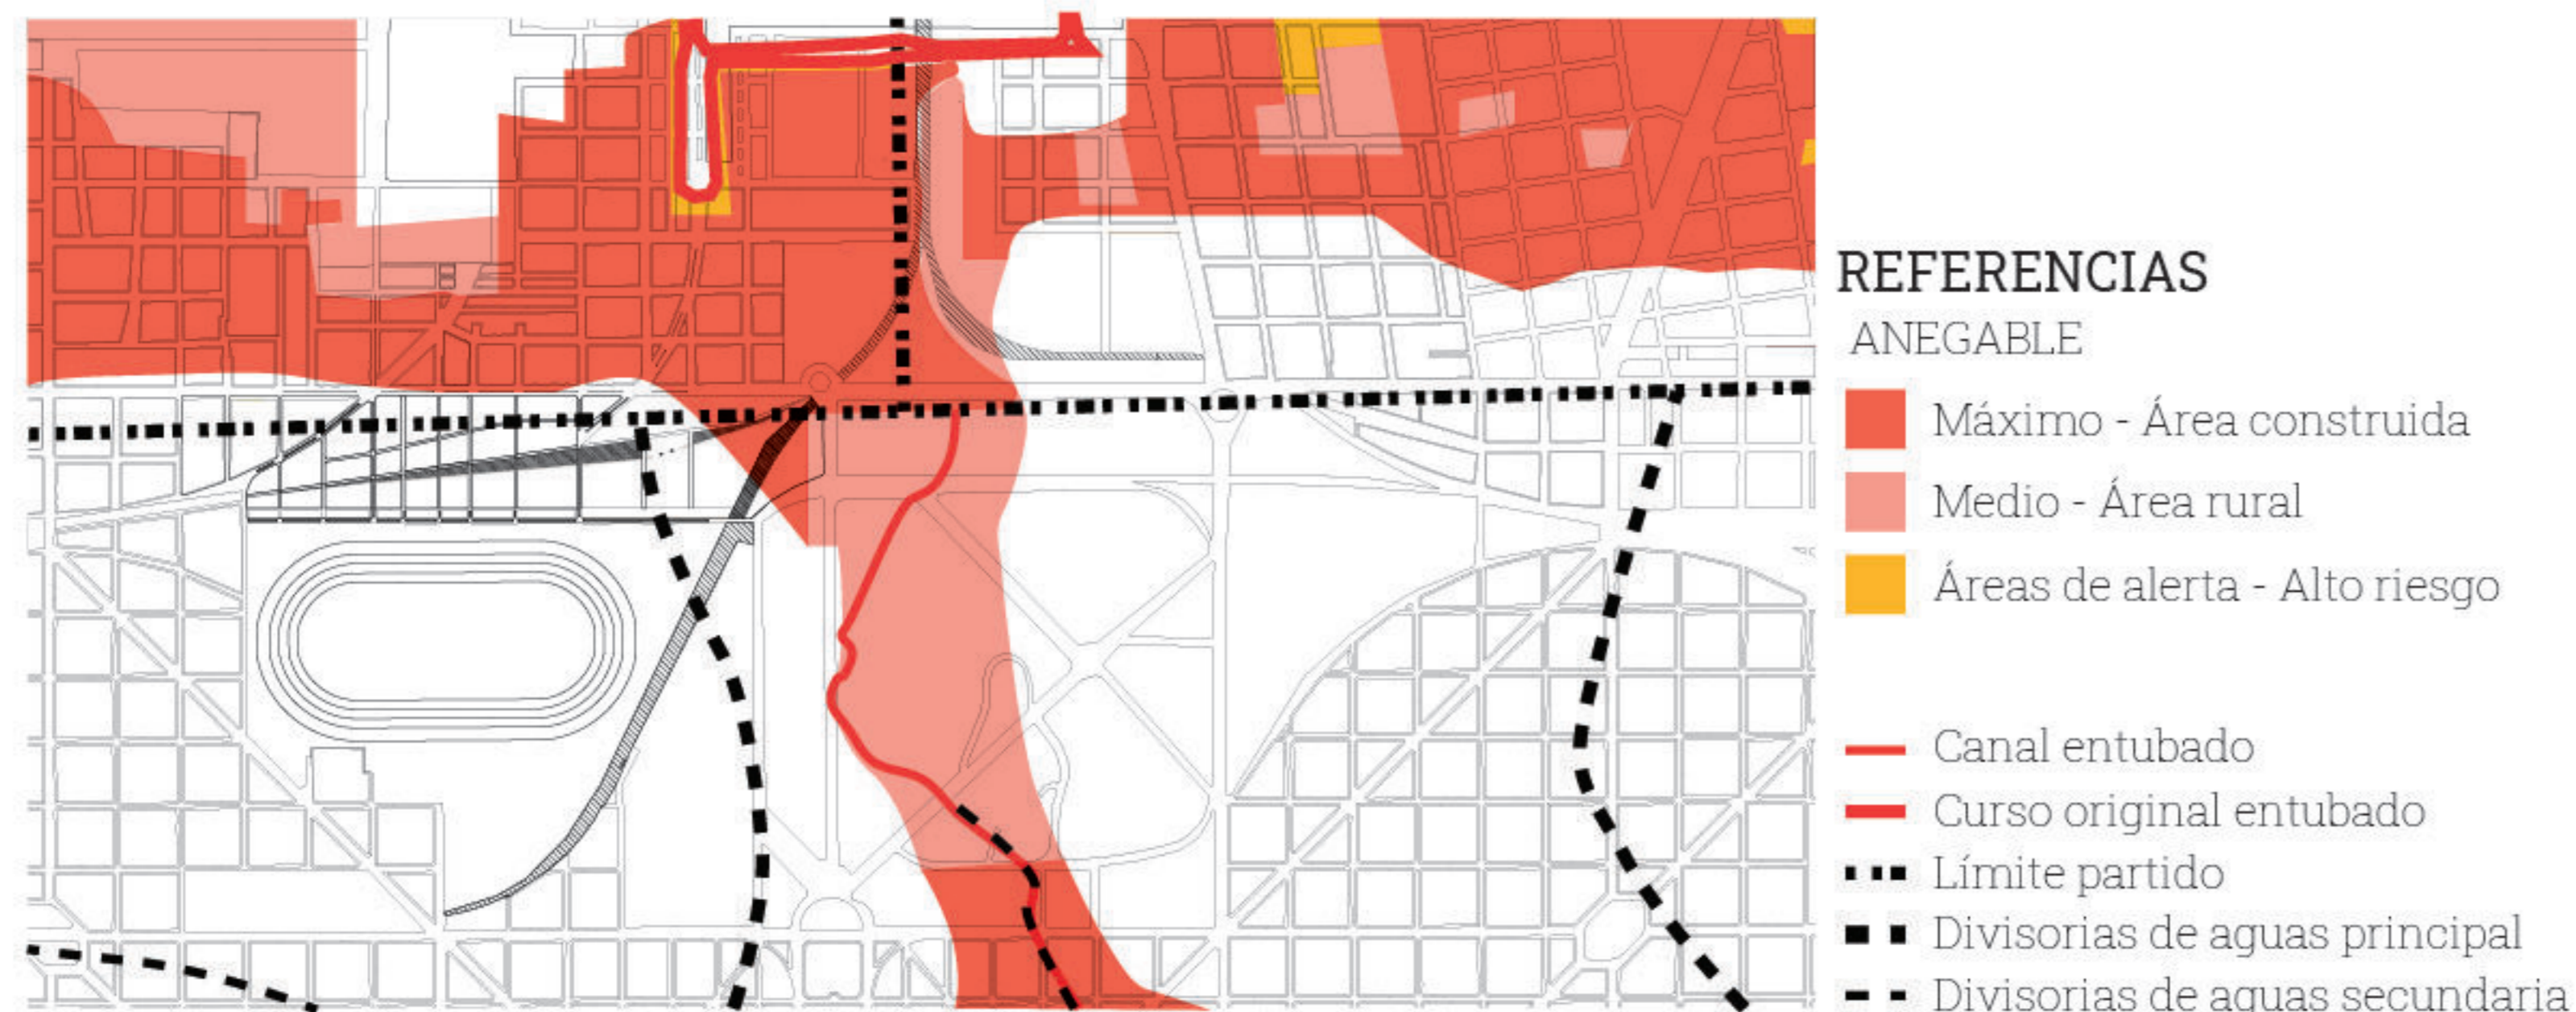 REFERENCIAS
ANEGABLE
Máximo - Área construida
Medio - Área rural
Áreas de alerta - Alto riesgo
Canal entubado
Curso original entubado
Límite partido
Divisorias de aguas principal
Divisorias de aguas secundaria